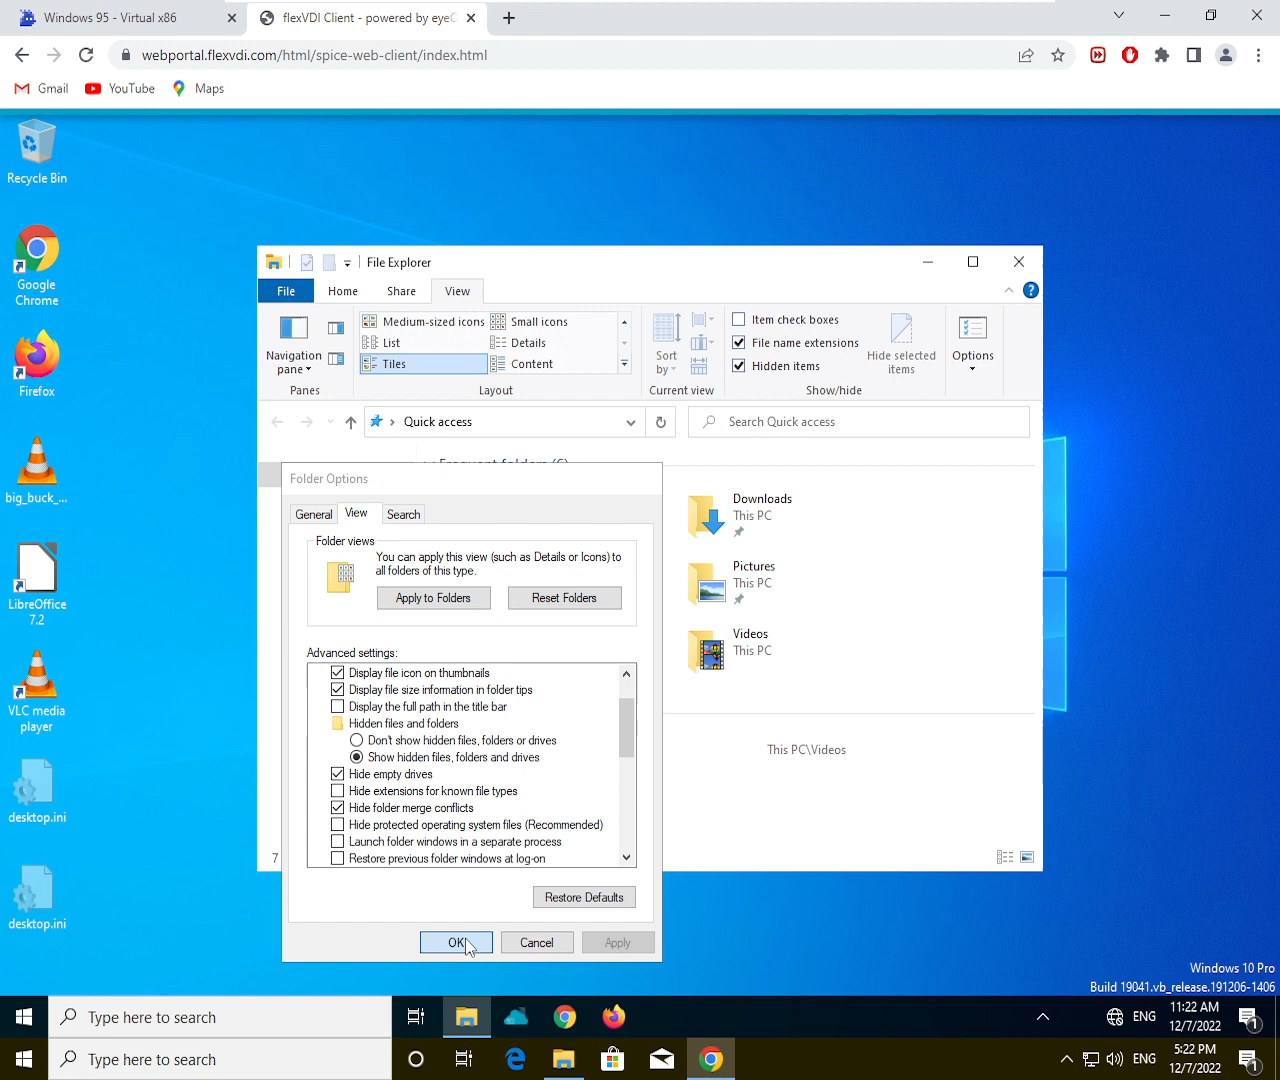 Windows 95 - Virtual x86
flexVDI Client - powered by eyeO
webportal.flexvdi.com/html/spice-web-client/index.html
Gmail YouTube Maps
Recycle Bin
Google
Chrome
Firefox
big_buck_...
LibreOffice
7.2
VLC media
player
desktop.ini
desktop.ini
File Explorer
File Home Share View
Navigation
pane
Panes
Medium-sized icons Small icons
List Details
Tiles Content
Layout
Sort
by
Current view
Item check boxes
File name extensions
Hidden items
Hide selected
items
Show/hide
Options
Quick access
Search Quick access
Frequent folders (6)
Downloads
This PC
Pictures
This PC
Videos
This PC
This PC\Videos
7
Folder Options
General View Search
Folder views
You can apply this view (such as Details or Icons) to
all folders of this type.
Apply to Folders Reset Folders
Advanced settings:
Display file icon on thumbnails
Display file size information in folder tips
Display the full path in the title bar
Hidden files and folders
Don't show hidden files, folders or drives
Show hidden files, folders and drives
Hide empty drives
Hide extensions for known file types
Hide folder merge conflicts
Hide protected operating system files (Recommended)
Launch folder windows in a separate process
Restore previous folder windows at log-on
Restore Defaults
OK Cancel Apply
Windows 10 Pro
Build 19041.vb_release.191206-1406
Type here to search
ENG
11:22 AM
12/7/2022
1
Type here to search
ENG
5:22 PM
12/7/2022
1